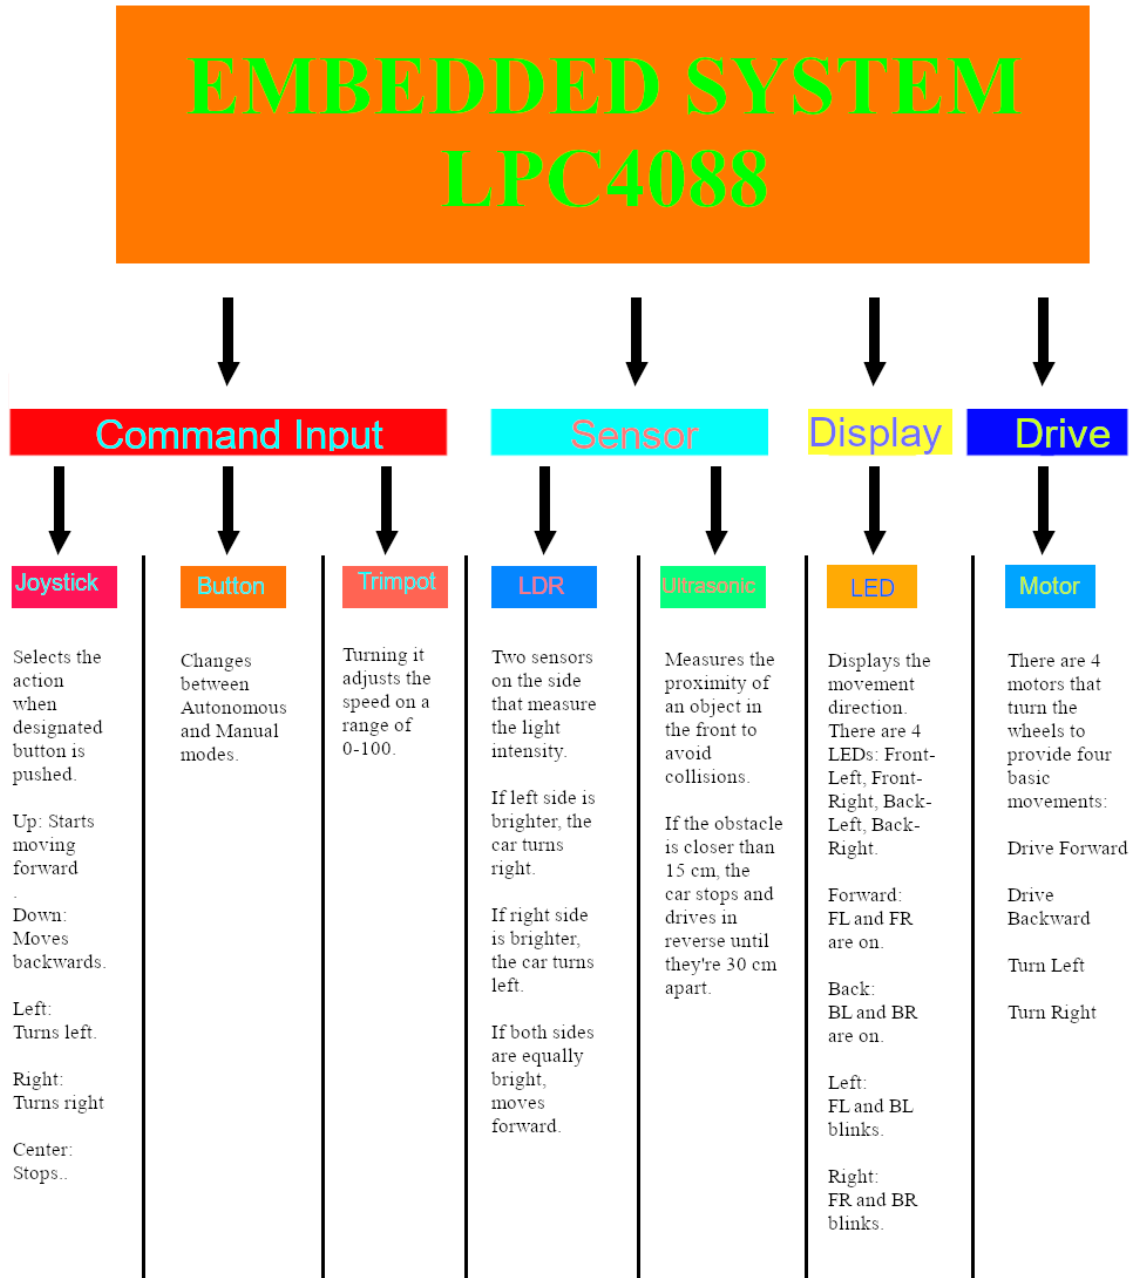 EMBEDDED SYSTEM
LPC4088
Command Input
Sensor
Display
Drive
Joystick
Button
Trimpot
LDR
Ultrasonic
LED
Motor
Selects the
action
when
designated
button is
pushed.
Up: Starts
moving
forward
.
Down:
Moves
backwards.
Left:
Turns left.
Right:
Turns right
Center:
Stops..
Changes
between
Autonomous
and Manual
modes.
Turning it
adjusts the
speed on a
range of
0-100.
Two sensors
on the side
that measure
the light
intensity.
If left side is
brighter, the
car turns
right.
If right side
is brighter,
the car turns
left.
If both sides
are equally
bright,
moves
forward.
Measures the
proximity of
an object in
the front to
avoid
collisions.
If the obstacle
is closer than
15 cm, the
car stops and
drives in
reverse until
they're 30 cm
apart.
Displays the
movement
direction.
There are 4
LEDs: Front-
Left, Front-
Right, Back-
Left, Back-
Right.
Forward:
FL and FR
are on.
Back:
BL and BR
are on.
Left:
FL and BL
blinks.
Right:
FR and BR
blinks.
There are 4
motors that
turn the
wheels to
provide four
basic
movements:
Drive Forward
Drive
Backward
Turn Left
Turn Right